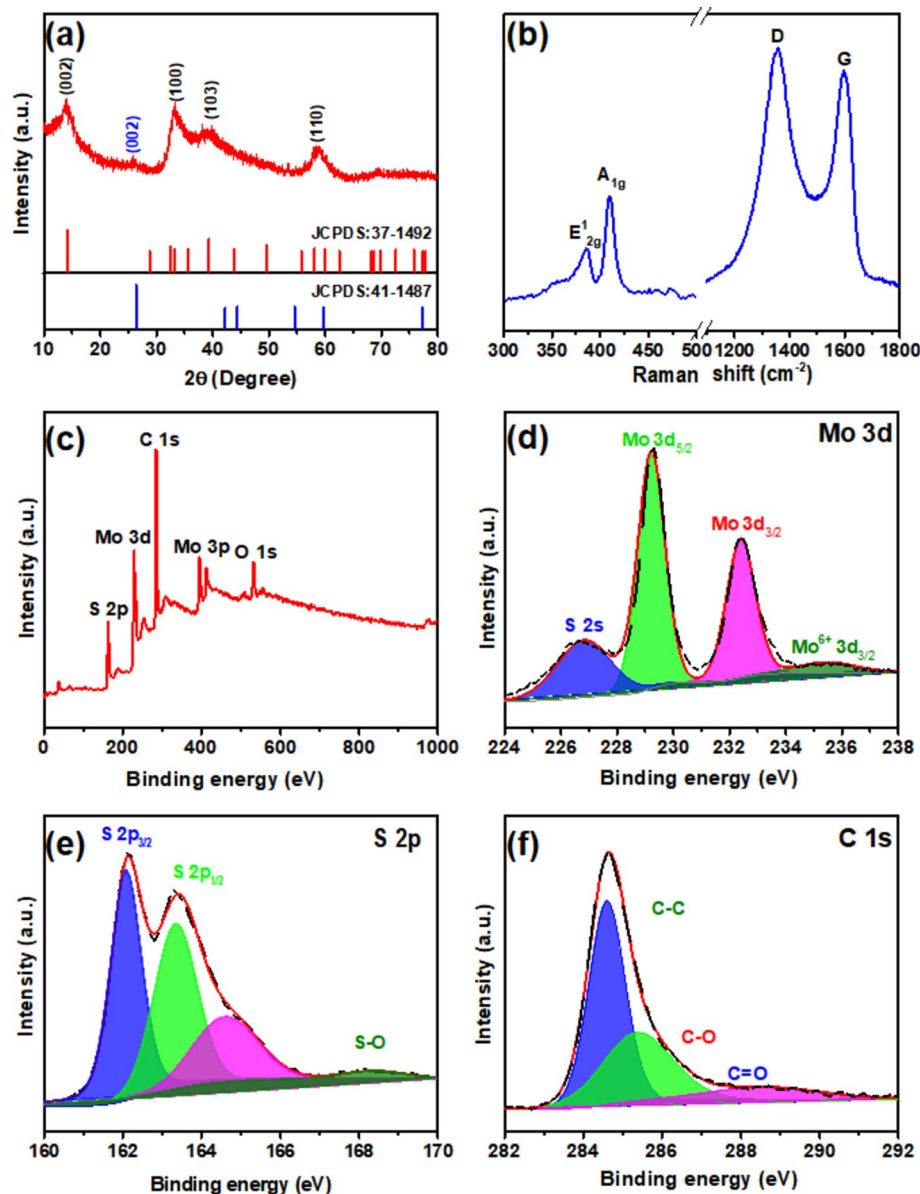 (a)
(002)
(002)
(100)
(103)
(110)
JCPDS:37-1492
JCPDS:41-1487
Intensity (a.u.)
10 20 30 40 50 60 70 80
2θ (Degree)
(b)
D
G
A1g
E¹2g
Intensity (a.u.)
300 350 400 450 500 1200 1400 1600 1800
Raman shift (cm⁻²)
(c)
C 1s
Mo 3d
Mo 3p
O 1s
S 2p
Intensity (a.u.)
0 200 400 600 800 1000
Binding energy (eV)
(d)
Mo 3d
Mo 3d5/2
Mo 3d3/2
S 2s
Mo⁶⁺ 3d3/2
Intensity (a.u.)
224 226 228 230 232 234 236 238
Binding energy (eV)
(e)
S 2p
S 2p3/2
S 2p1/2
S-O
Intensity (a.u.)
160 162 164 166 168 170
Binding energy (eV)
(f)
C 1s
C-C
C-O
C=O
Intensity (a.u.)
282 284 286 288 290 292
Binding energy (eV)